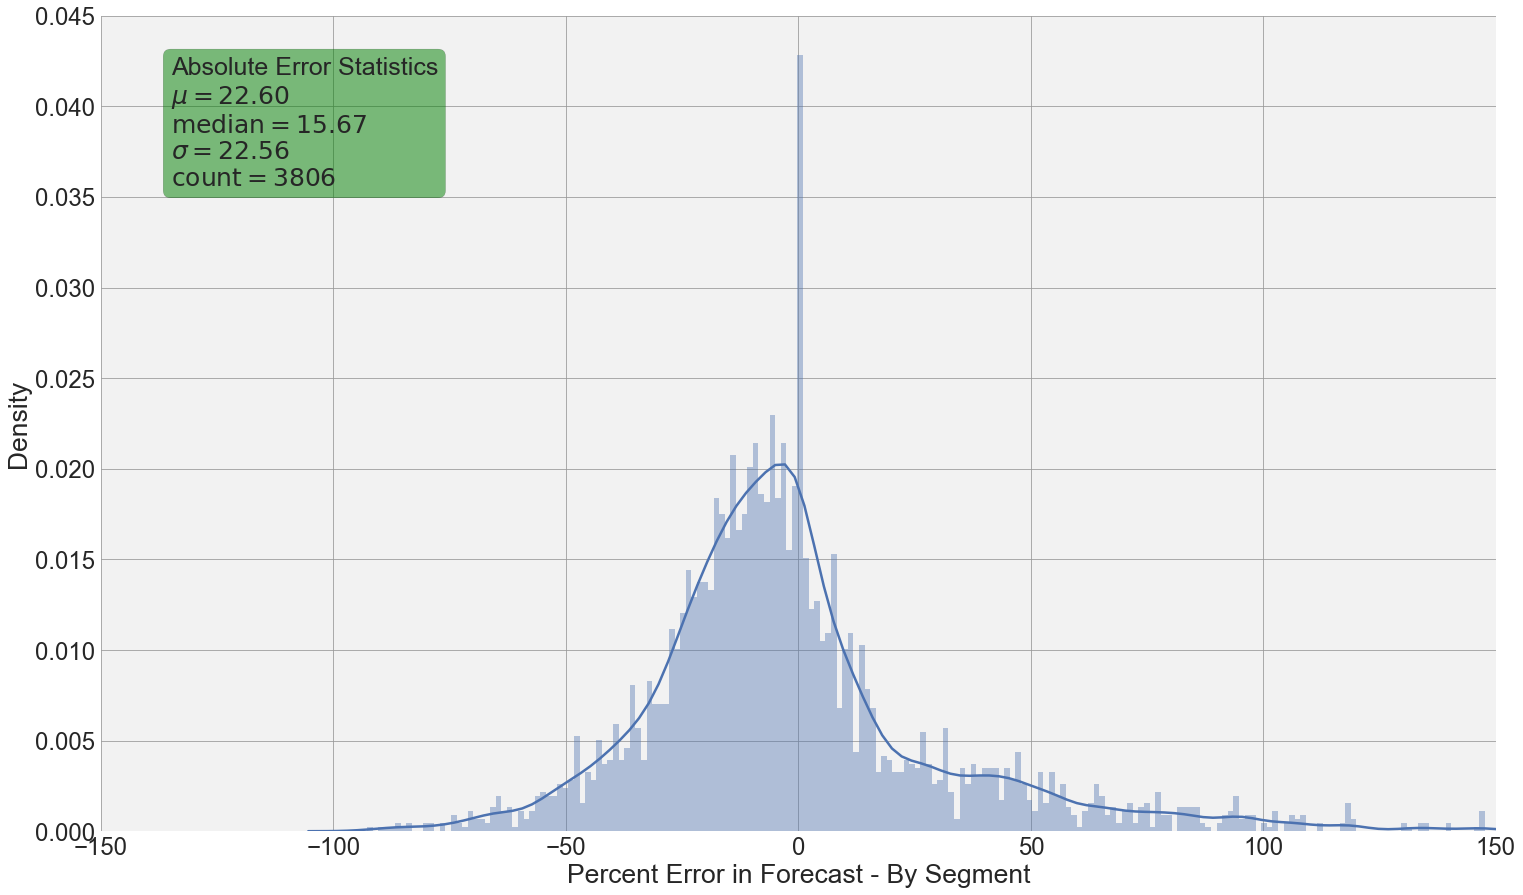 0.045
Absolute Error Statistics
μ = 22.60
median = 15.67
σ = 22.56
count = 3806
0.040
0.035
0.030
0.025
0.020
0.015
0.010
0.005
0.000
Density
−150 −100 −50 0 50 100 150
Percent Error in Forecast - By Segment